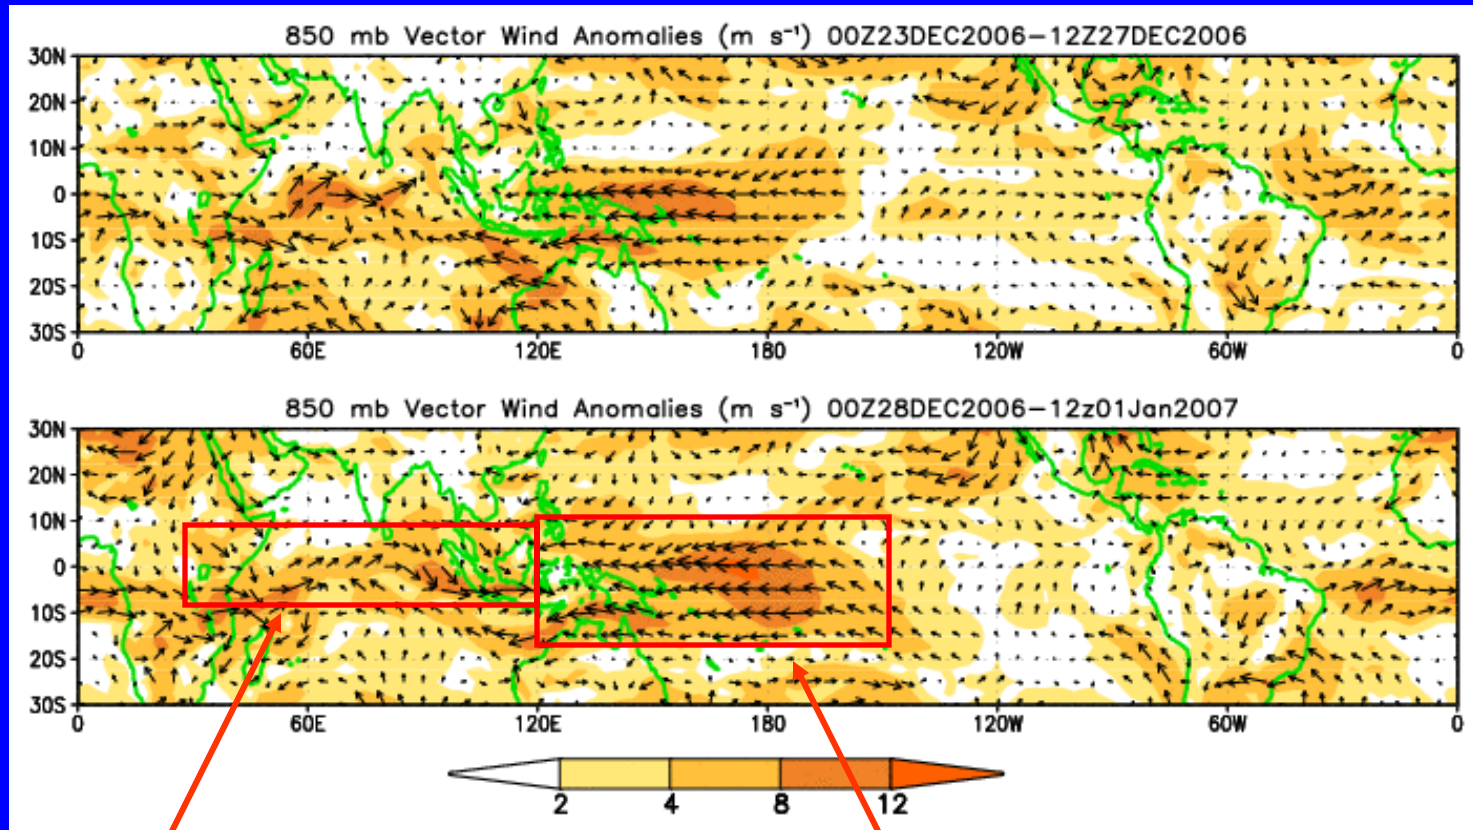 850 mb Vector Wind Anomalies (m s⁻¹) 00Z23DEC2006-12Z27DEC2006
30N
20N
10N
0
10S
20S
30S
0 60E 120E 180 120W 60W 0
850 mb Vector Wind Anomalies (m s⁻¹) 00Z28DEC2006-12z01Jan2007
30N
20N
10N
0
10S
20S
30S
0 60E 120E 180 120W 60W 0
2 4 8 12